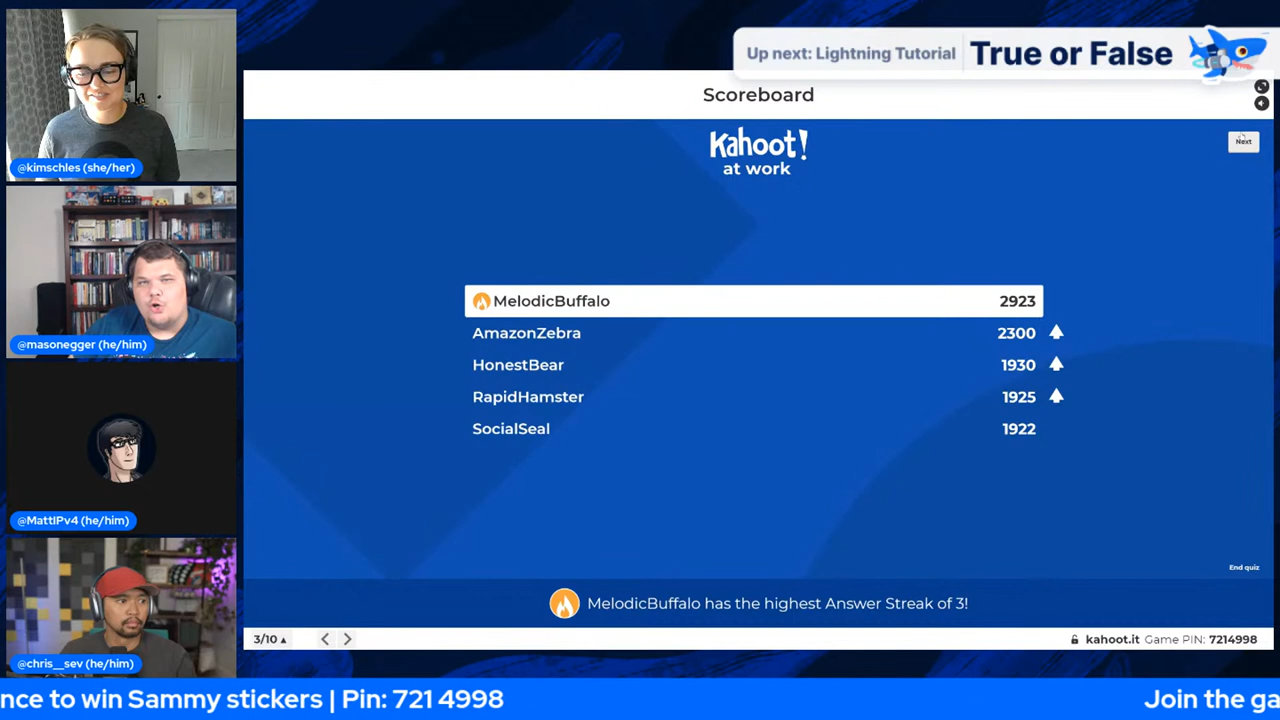 Up next: Lightning Tutorial
True or False
Scoreboard
Kahoot!
at work
Next
MelodicBuffalo 2923
AmazonZebra 2300
HonestBear 1930
RapidHamster 1925
SocialSeal 1922
End quiz
MelodicBuffalo has the highest Answer Streak of 3!
3/10
kahoot.it Game PIN: 7214998
@kimschles (she/her)
@masonegger (he/him)
@MattIPv4 (he/him)
@chris__sev (he/him)
nce to win Sammy stickers | Pin: 721 4998
Join the ga